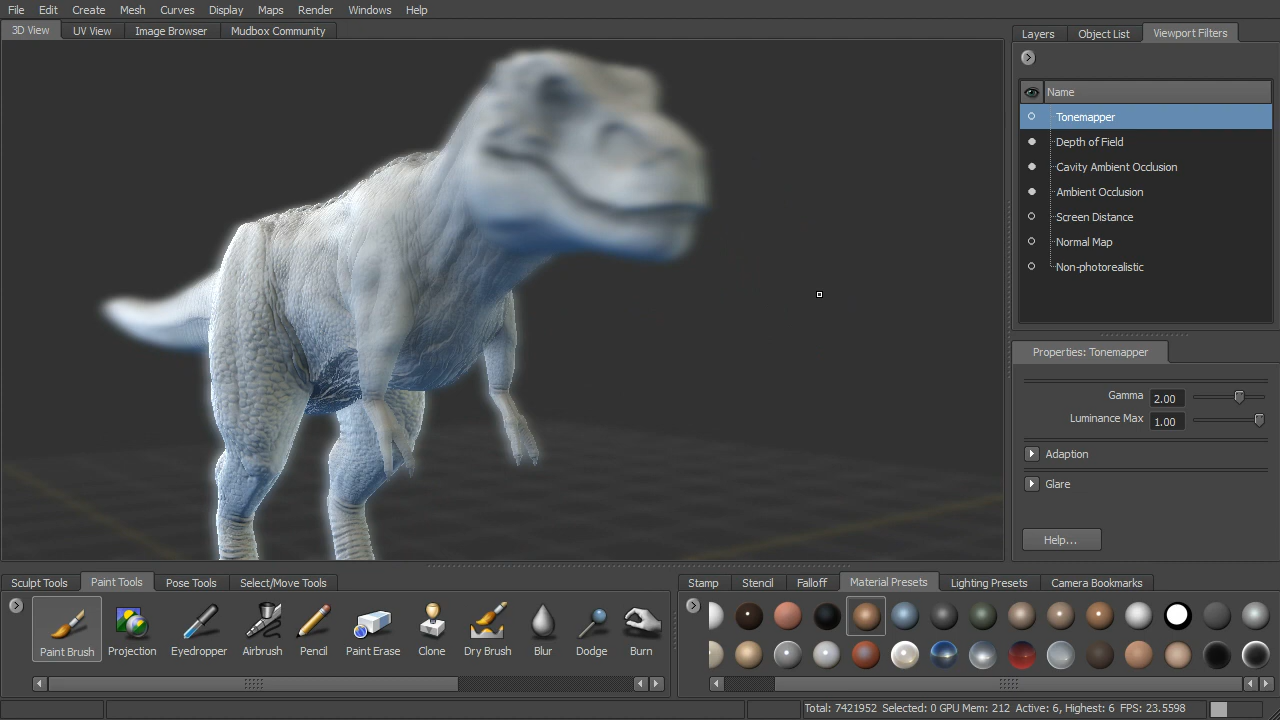 File Edit Create Mesh Curves Display Maps Render Windows Help
3D View UV View Image Browser Mudbox Community
Layers Object List Viewport Filters
Name
Tonemapper
Depth of Field
Cavity Ambient Occlusion
Ambient Occlusion
Screen Distance
Normal Map
Non-photorealistic
Properties: Tonemapper
Gamma 2.00
Luminance Max 1.00
Adaption
Glare
Help...
Sculpt Tools Paint Tools Pose Tools Select/Move Tools
Paint Brush Projection Eyedropper Airbrush Pencil Paint Erase Clone Dry Brush Blur Dodge Burn
Stamp Stencil Falloff Material Presets Lighting Presets Camera Bookmarks
Total: 7421952 Selected: 0 GPU Mem: 212 Active: 6, Highest: 6 FPS: 23.5598